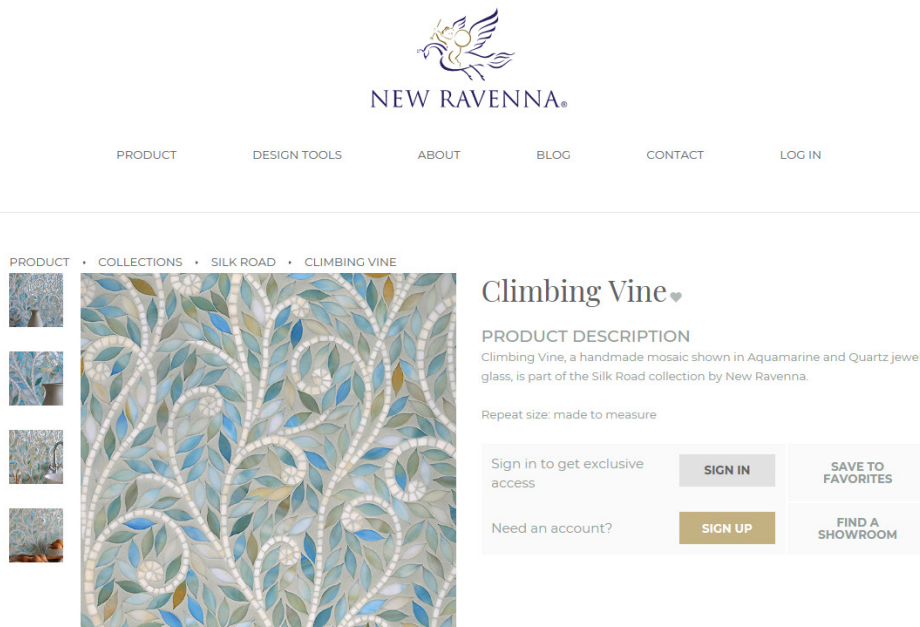 NEW RAVENNA®
PRODUCT
DESIGN TOOLS
ABOUT
BLOG
CONTACT
LOG IN
PRODUCT • COLLECTIONS • SILK ROAD • CLIMBING VINE
Climbing Vine
PRODUCT DESCRIPTION
Climbing Vine, a handmade mosaic shown in Aquamarine and Quartz jewe
glass, is part of the Silk Road collection by New Ravenna.
Repeat size: made to measure
Sign in to get exclusive
access
SIGN IN
SAVE TO
FAVORITES
Need an account?
SIGN UP
FIND A
SHOWROOM